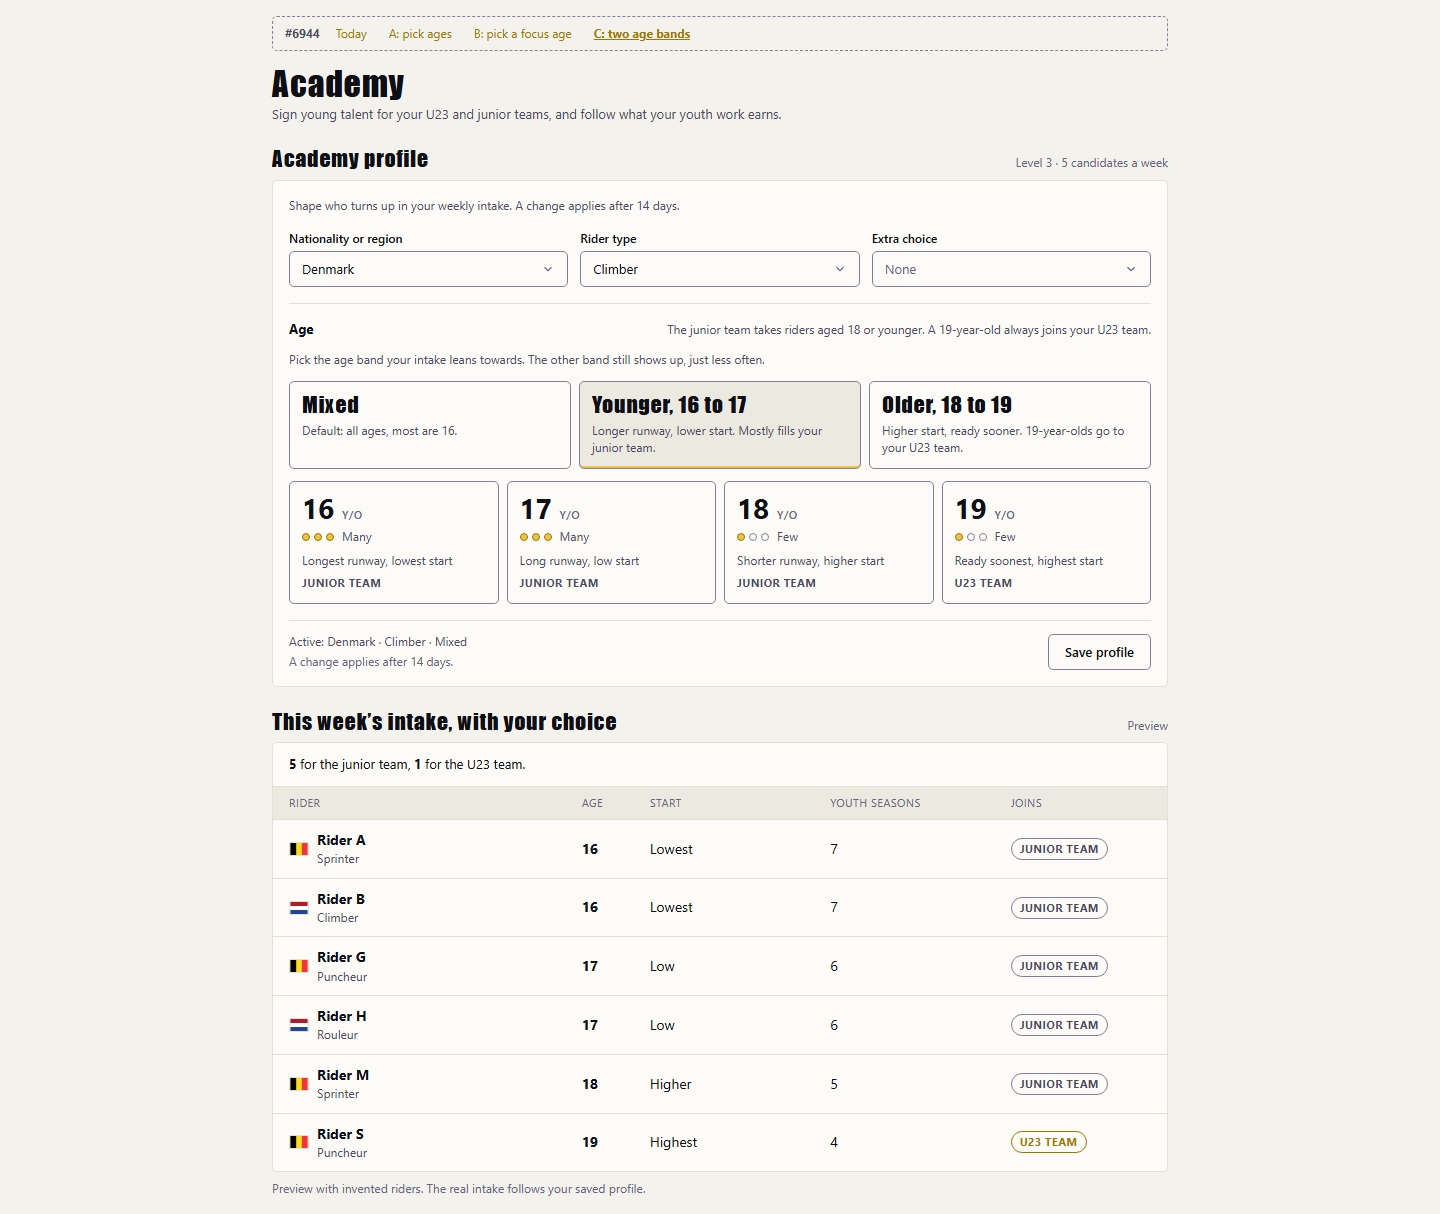 #6944 Today A: pick ages B: pick a focus age C: two age bands
Academy
Sign young talent for your U23 and junior teams, and follow what your youth work earns.
Academy profile
Level 3 · 5 candidates a week
Shape who turns up in your weekly intake. A change applies after 14 days.
Nationality or region Rider type Extra choice
Denmark Climber None
Age
The junior team takes riders aged 18 or younger. A 19-year-old always joins your U23 team.
Pick the age band your intake leans towards. The other band still shows up, just less often.
Mixed
Default: all ages, most are 16.
Younger, 16 to 17
Longer runway, lower start. Mostly fills your
junior team.
Older, 18 to 19
Higher start, ready sooner. 19-year-olds go to
your U23 team.
16 Y/O
Many
Longest runway, lowest start
JUNIOR TEAM
17 Y/O
Many
Long runway, low start
JUNIOR TEAM
18 Y/O
Few
Shorter runway, higher start
JUNIOR TEAM
19 Y/O
Few
Ready soonest, highest start
U23 TEAM
Active: Denmark · Climber · Mixed
A change applies after 14 days.
Save profile
This week's intake, with your choice
Preview
5 for the junior team, 1 for the U23 team.
RIDER AGE START YOUTH SEASONS JOINS
Rider A
Sprinter
16 Lowest 7 JUNIOR TEAM
Rider B
Climber
16 Lowest 7 JUNIOR TEAM
Rider G
Puncheur
17 Low 6 JUNIOR TEAM
Rider H
Rouleur
17 Low 6 JUNIOR TEAM
Rider M
Sprinter
18 Higher 5 JUNIOR TEAM
Rider S
Puncheur
19 Highest 4 U23 TEAM
Preview with invented riders. The real intake follows your saved profile.